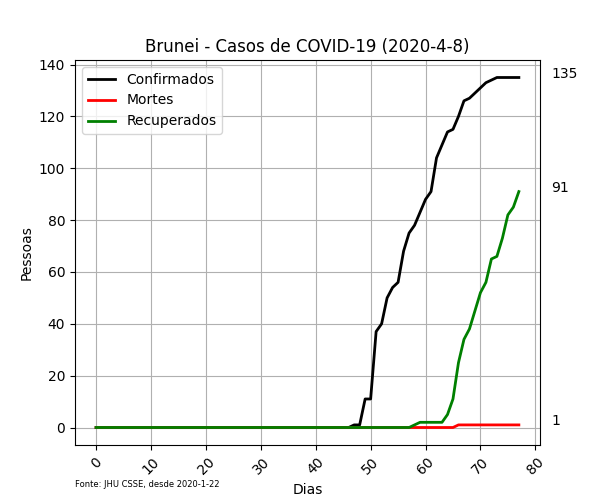 Brunei - Casos de COVID-19 (2020-4-8)
Confirmados
Mortes
Recuperados
Pessoas
140
120
100
80
60
40
20
0
135
91
1
0
10
20
30
40
50
60
70
80
Dias
Fonte: JHU CSSE, desde 2020-1-22